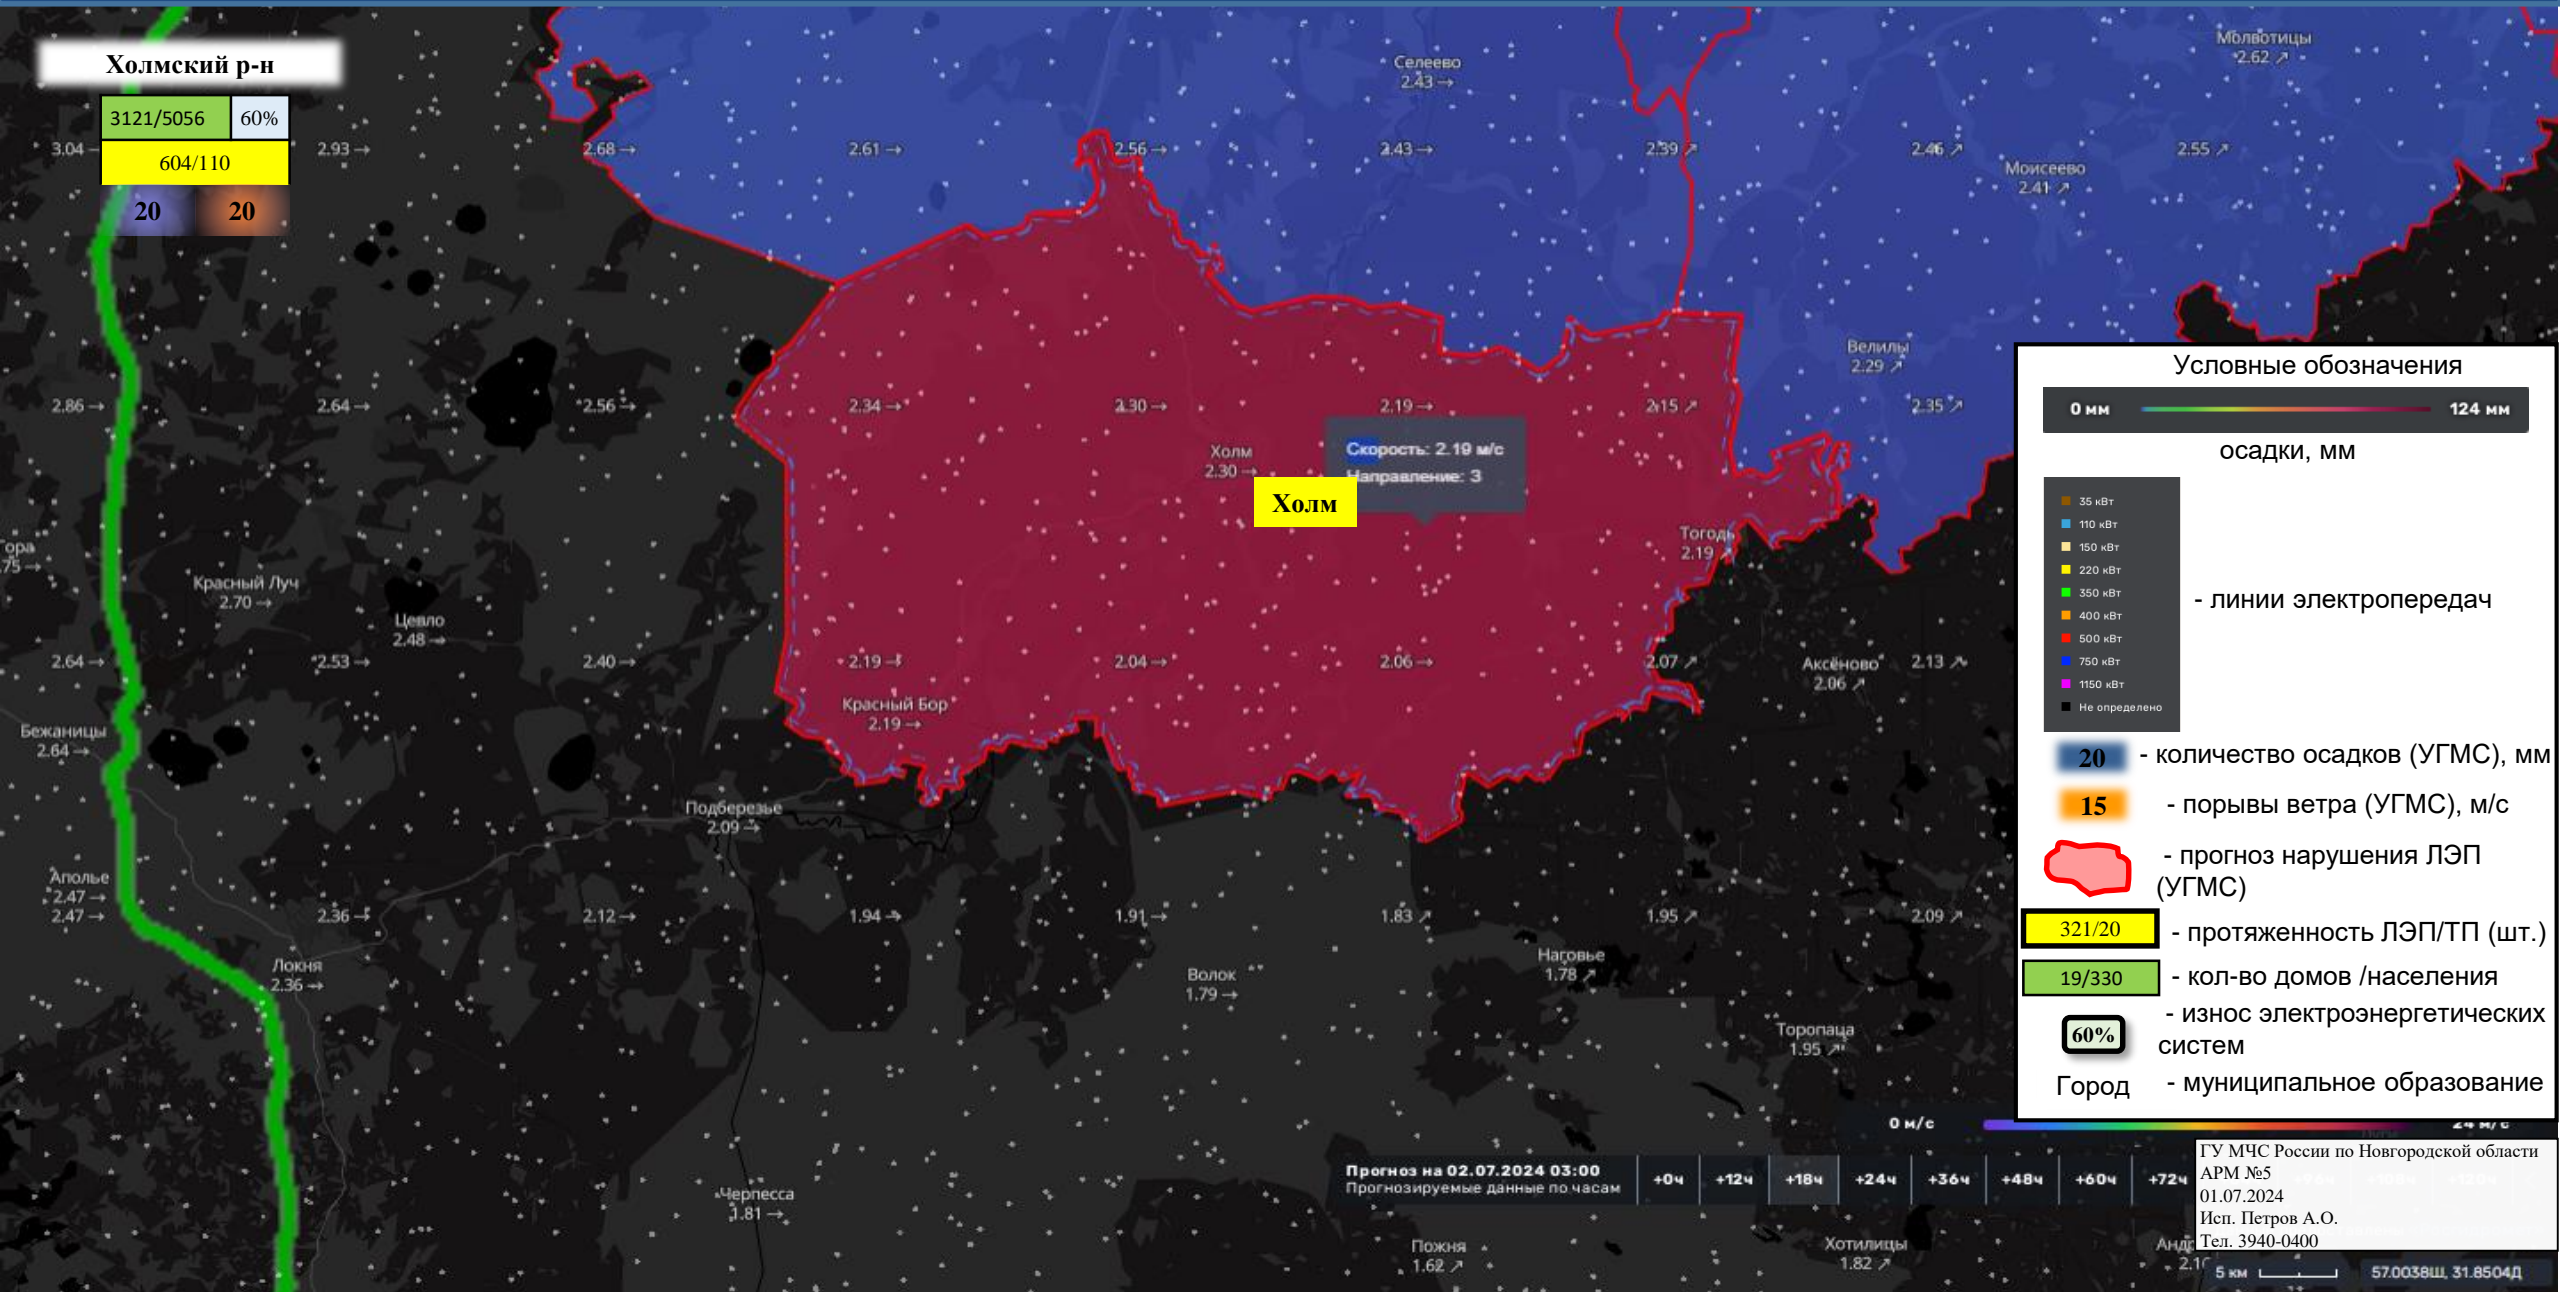 Холмский р-н
3121/5056 60%
604/110
20 20
Селеево
2.43 →
Молвотицы
2.62 ↗
3.04
2.93 →
2.68 →
2.61 →
2.56 →
2.43 →
2.39 ↗
2.46 ↗
2.55 ↗
Моисеево
2.41 ↗
Велилы
2.29 ↗
2.86 →
2.64 →
2.56 →
2.34 →
2.30 →
2.19 →
2.15 ↗
2.35 ↗
Холм
2.30 →
Скорость: 2.19 м/с
Направление: З
Холм
Тогодь
2.19 ↗
Красный Луч
2.70 →
Цевло
2.48 →
2.64 →
2.53 →
2.40 →
2.19 →
2.04 →
2.06 →
2.07 ↗
Аксёново
2.06 ↗
2.13 ↗
Красный Бор
2.19 →
Бежаницы
2.64 →
Подберезье
2.09 →
Аполье
2.47 →
2.47 →
2.36 →
2.12 →
1.94 →
1.91 →
1.83 ↗
1.95 ↗
2.09 ↗
Локня
2.36 →
Волок
1.79 →
Наговье
1.78 ↗
Торопаца
1.95 ↗
Черпесса
1.81 →
Пожня
1.62 ↗
Хотилицы
1.82 ↗
Условные обозначения
0 мм 124 мм
осадки, мм
35 кВт
110 кВт
150 кВт
220 кВт
350 кВт
400 кВт
500 кВт
750 кВт
1150 кВт
Не определено
- линии электропередач
20 - количество осадков (УГМС), мм
15 - порывы ветра (УГМС), м/с
- прогноз нарушения ЛЭП
(УГМС)
321/20 - протяженность ЛЭП/ТП (шт.)
19/330 - кол-во домов /населения
- износ электроэнергетических
60% систем
Город - муниципальное образование
0 м/с 24 м/с
Прогноз на 02.07.2024 03:00
Прогнозируемые данные по часам
+0ч +12ч +18ч +24ч +36ч +48ч +60ч +72ч
ГУ МЧС России по Новгородской области
АРМ №5
01.07.2024
Исп. Петров А.О.
Тел. 3940-0400
5 км 57.0038Ш, 31.8504Д